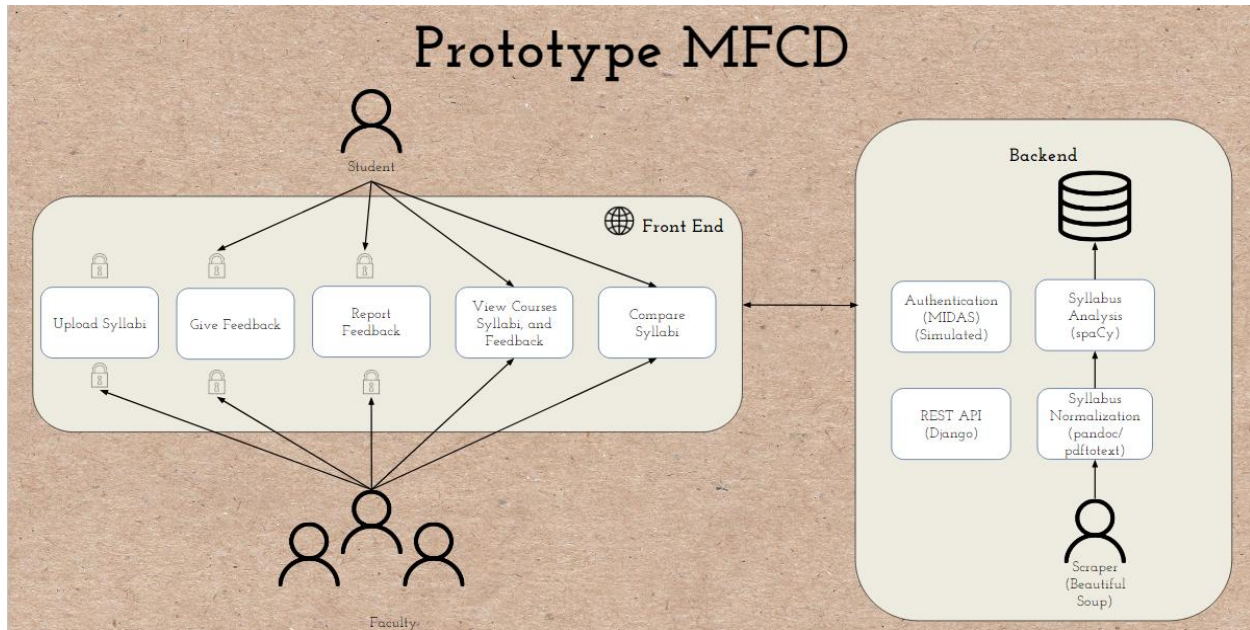 Prototype MFCD
Student
Front End
Upload Syllabi
Give Feedback
Report
Feedback
View Courses
Syllabi, and
Feedback
Compare
Syllabi
Faculty
Backend
Authentication
(MIDAS)
(Simulated)
Syllabus
Analysis
(spaCy)
REST API
(Django)
Syllabus
Normalization
(pandoc/
pdftotext)
Scraper
(Beautiful
Soup)